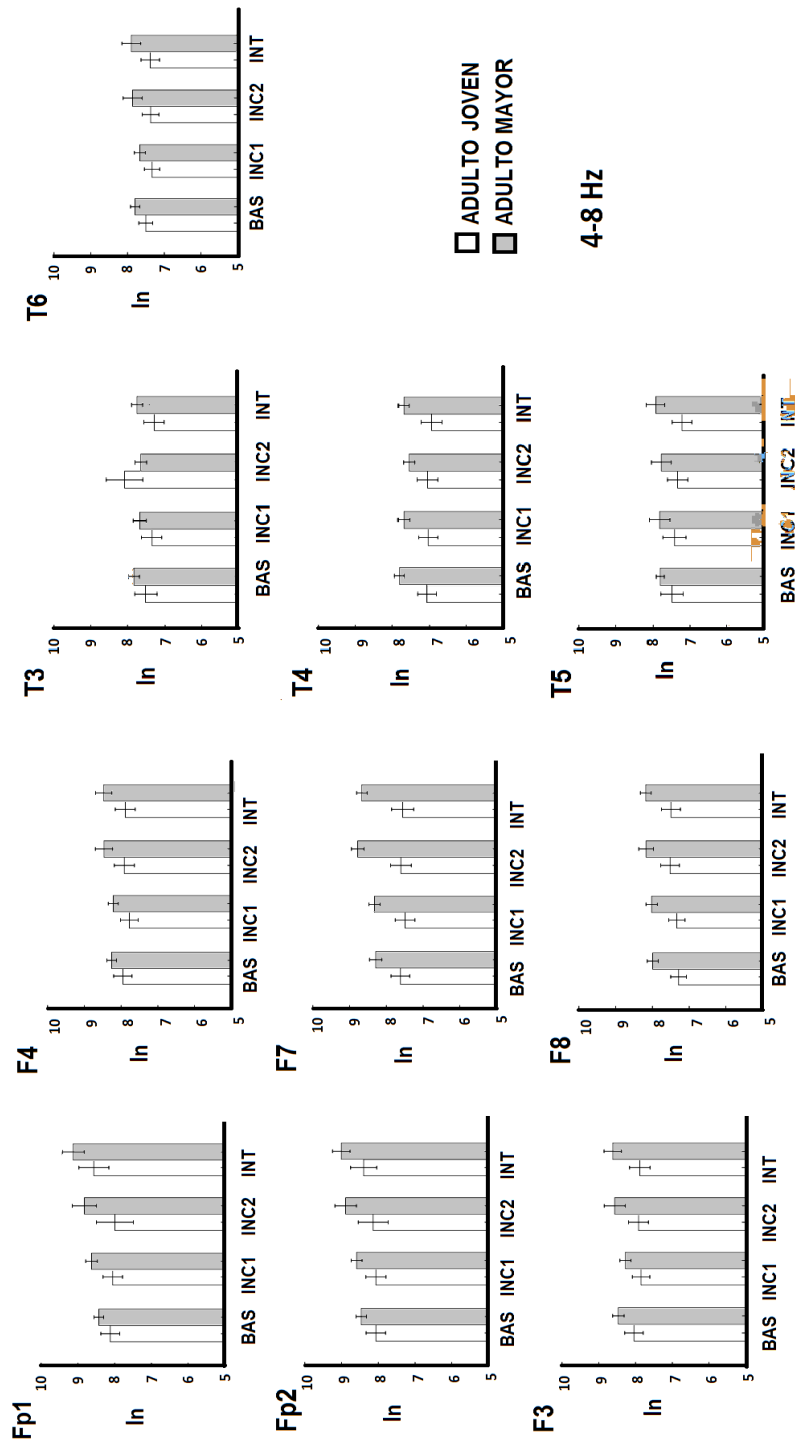 Fp1
10
9
8
7
6
5
ln
BAS INC1 INC2 INT
F4
10
9
8
7
6
5
ln
BAS INC1 INC2 INT
T3
10
9
8
7
6
5
ln
BAS INC1 INC2 INT
T6
10
9
8
7
6
5
ln
BAS INC1 INC2 INT
Fp2
10
9
8
7
6
5
ln
BAS INC1 INC2 INT
F7
10
9
8
7
6
5
ln
BAS INC1 INC2 INT
T4
10
9
8
7
6
5
ln
BAS INC1 INC2 INT
ADULTO JOVEN
ADULTO MAYOR
4-8 Hz
F3
10
9
8
7
6
5
ln
BAS INC1 INC2 INT
F8
10
9
8
7
6
5
ln
BAS INC1 INC2 INT
T5
10
9
8
7
6
5
ln
BAS INC1 INC2 INT